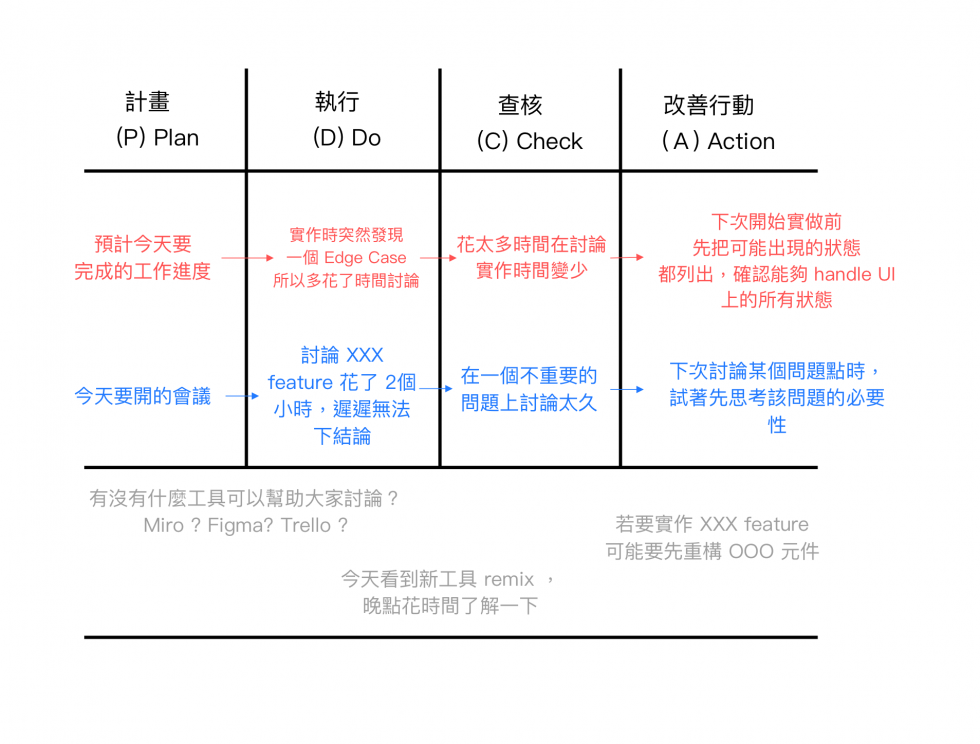 計畫
(P) Plan
執行
(D) Do
查核
(C) Check
改善行動
( A ) Action
預計今天要
完成的工作進度
實作時突然發現
一個 Edge Case
所以多花了時間討論
花太多時間在討論
實作時間變少
下次開始實做前
先把可能出現的狀態
都列出，確認能夠 handle UI
上的所有狀態
今天要開的會議
討論 XXX
feature 花了 2個
小時，遲遲無法
下結論
在一個不重要的
問題上討論太久
下次討論某個問題點時，
試著先思考該問題的必要
性
有沒有什麼工具可以幫助大家討論？
Miro ? Figma? Trello ?
若要實作 XXX feature
可能要先重構 OOO 元件
今天看到新工具 remix ，
晚點花時間了解一下